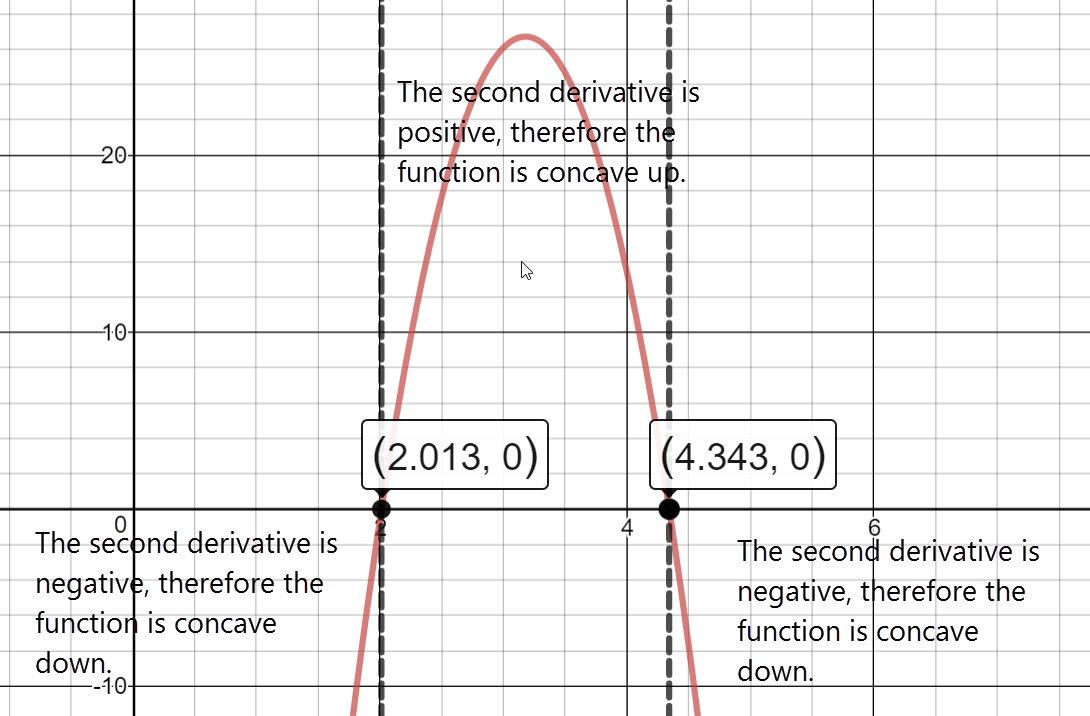 The second derivative is
positive, therefore the
function is concave up.
20
10
(2.013, 0)
(4.343, 0)
0
2
4
6
The second derivative is
negative, therefore the
function is concave
down.
The second derivative is
negative, therefore the
function is concave
down.
-10